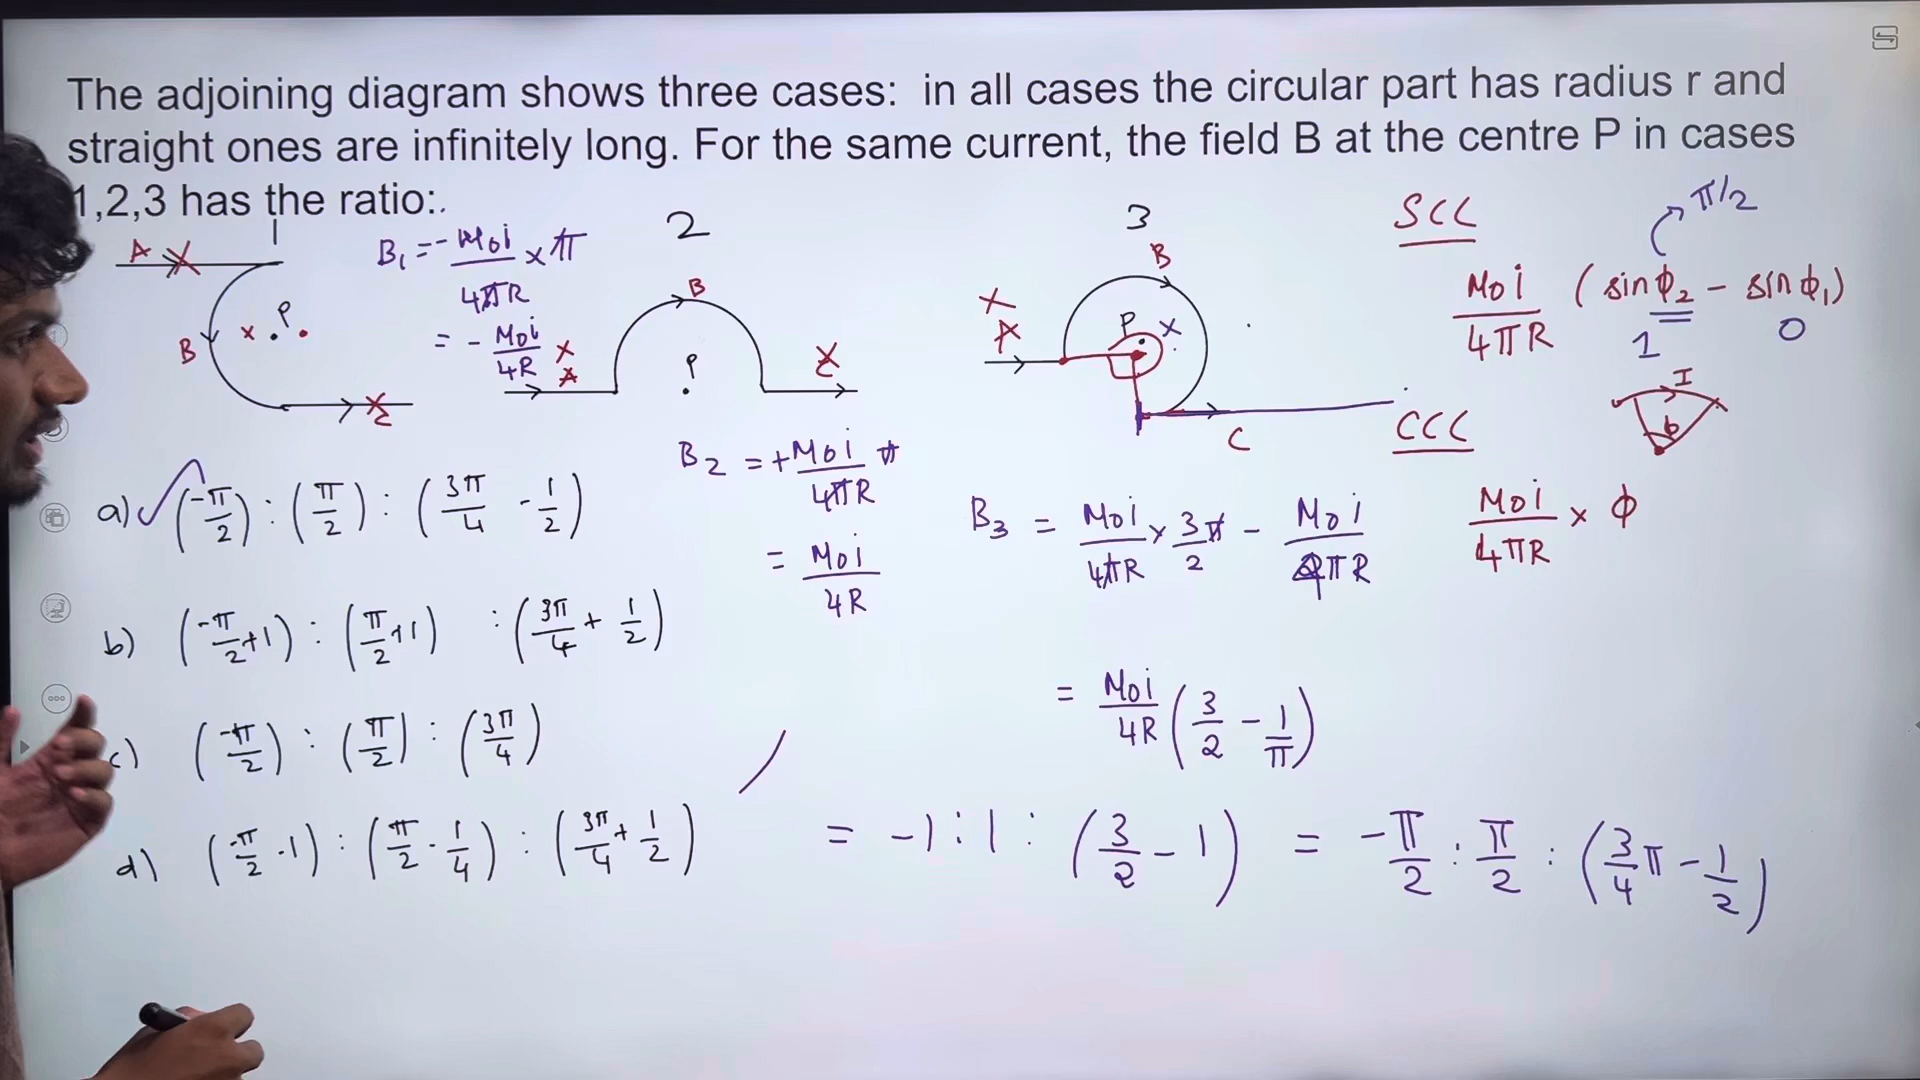 The adjoining diagram shows three cases: in all cases the circular part has radius r and
straight ones are infinitely long. For the same current, the field B at the centre P in cases
1,2,3 has the ratio:.
1
A
B
P
C
B₁ = - μ₀i/4πR × π
= - μ₀i/4R
2
A
B
P
C
B₂ = + μ₀i/4πR π
= μ₀i/4R
3
A
B
P
C
SCC
π/2
μ₀i/4πR (sinϕ₂ - sinϕ₁)
1 0
CCC
I
ϕ
μ₀i/4πR × ϕ
B₃ = μ₀i/4πR × 3π/2 - μ₀i/4πR
= μ₀i/4R (3/2 - 1/π)
a) (-π/2) : (π/2) : (3π/4 - 1/2)
b) (-π/2 + 1) : (π/2 + 1) : (3π/4 + 1/2)
c) (-π/2) : (π/2) : (3π/4)
d) (-π/2 - 1) : (π/2 - 1/4) : (3π/4 + 1/2)
= -1 : 1 : (3/2 - 1) = -π/2 : π/2 : (3/4 π - 1/2)